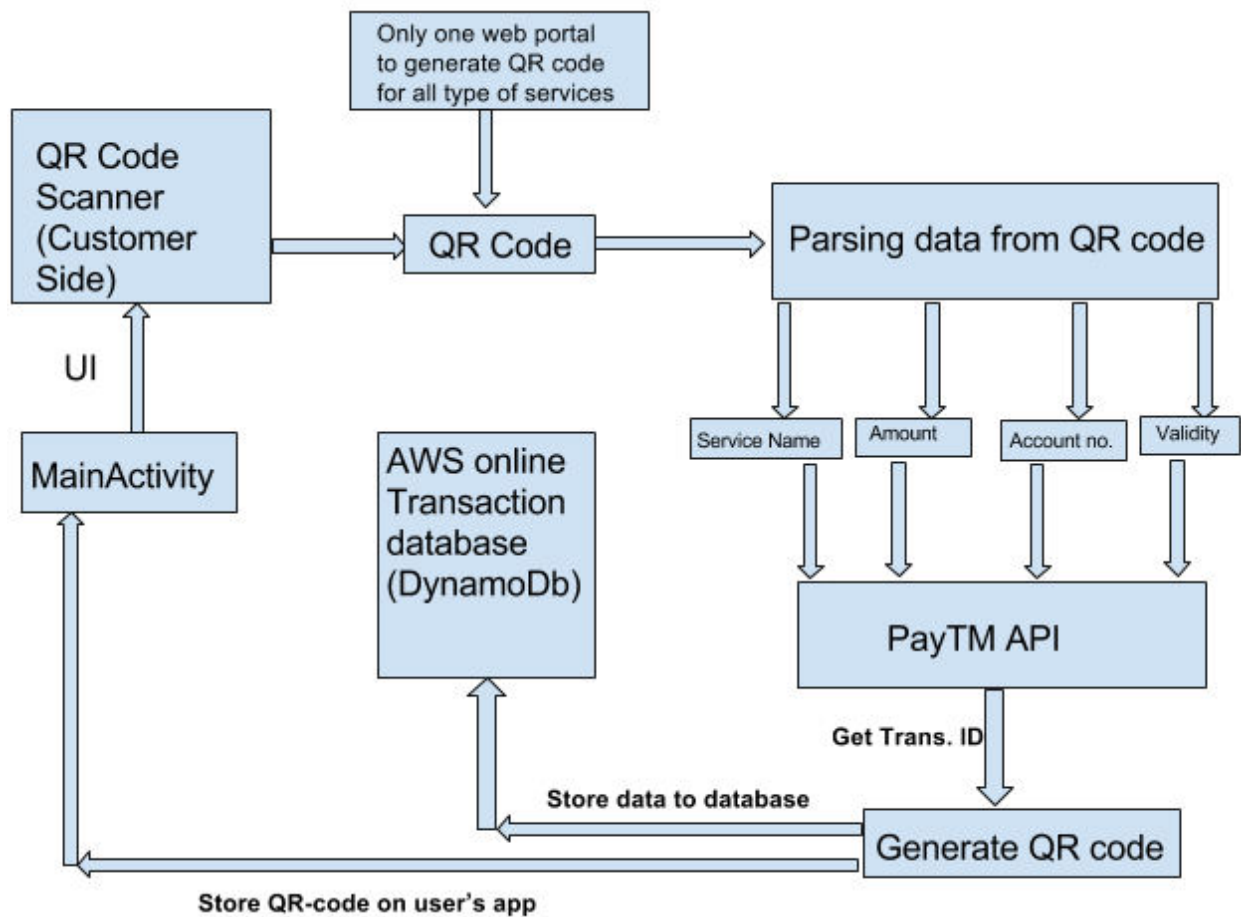 Only one web portal
to generate QR code
for all type of services
QR Code
Scanner
(Customer
Side)
QR Code
Parsing data from QR code
UI
Service Name
Amount
Account no.
Validity
MainActivity
AWS online
Transaction
database
(DynamoDb)
PayTM API
Get Trans. ID
Store data to database
Generate QR code
Store QR-code on user's app